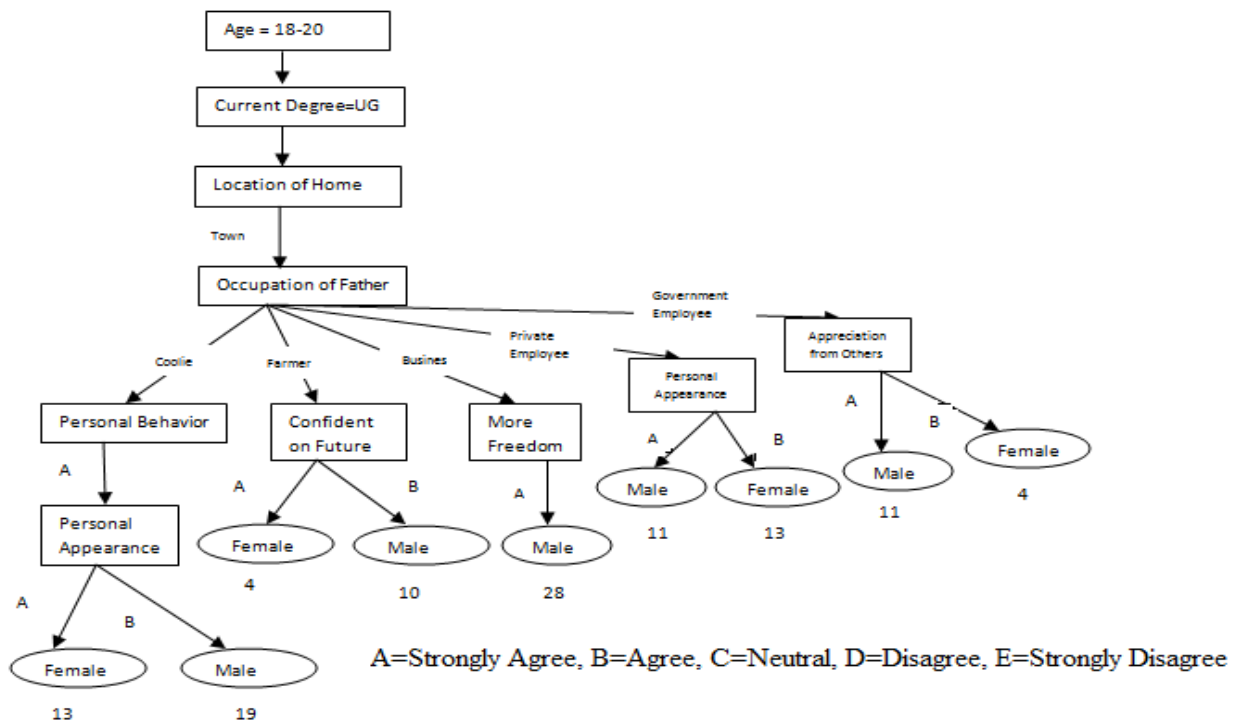 Age = 18-20
Current Degree=UG
Location of Home
Town
Occupation of Father
Government
Employee
Private
Employee
Busines
Farmer
Coolie
Appreciation
from Others
Personal
Appearance
Personal Behavior
Confident
on Future
More
Freedom
A
B
A
B
A
A
B
A
Male
Female
Male
Female
11
13
11
4
Personal
Appearance
Female
Male
Male
4
10
28
A
B
Female
Male
13
19
A=Strongly Agree, B=Agree, C=Neutral, D=Disagree, E=Strongly Disagree